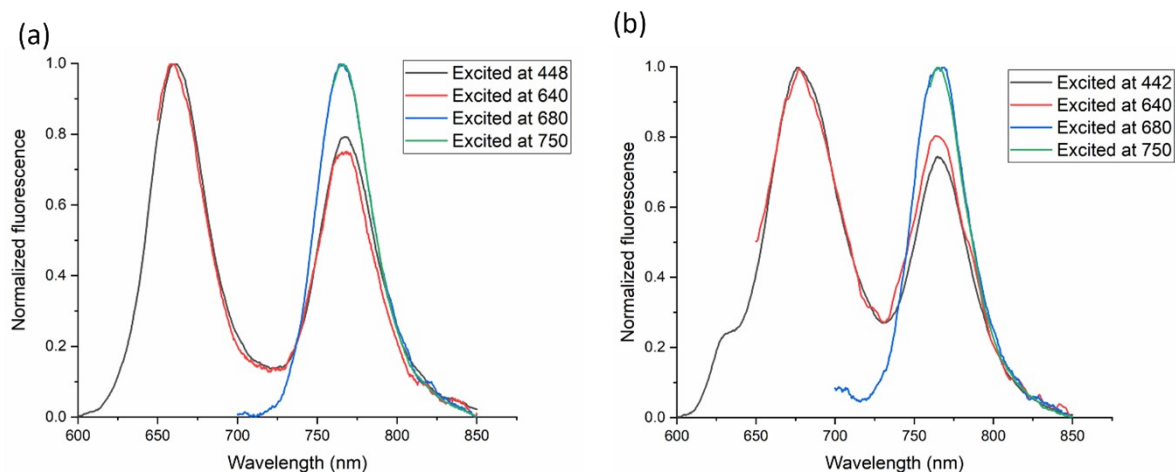 (a)
Normalized fluorescence
1.0
0.8
0.6
0.4
0.2
0.0
Excited at 448
Excited at 640
Excited at 680
Excited at 750
600 650 700 750 800 850
Wavelength (nm)
(b)
Normalized fluorescense
1.0
0.8
0.6
0.4
0.2
0.0
Excited at 442
Excited at 640
Excited at 680
Excited at 750
600 650 700 750 800 850
Wavelength (nm)